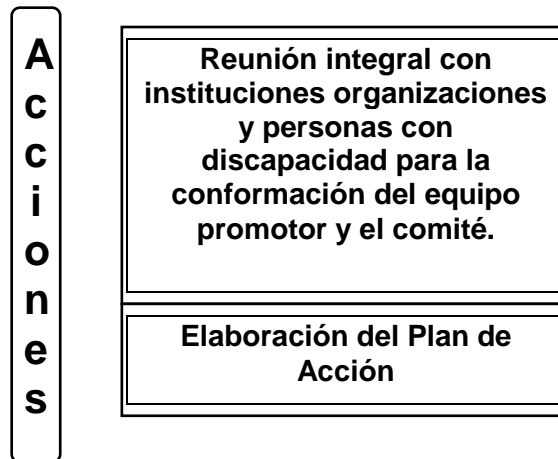 Acciones
Reunión integral con
instituciones organizaciones
y personas con
discapacidad para la
conformación del equipo
promotor y el comité.
Elaboración del Plan de
Acción